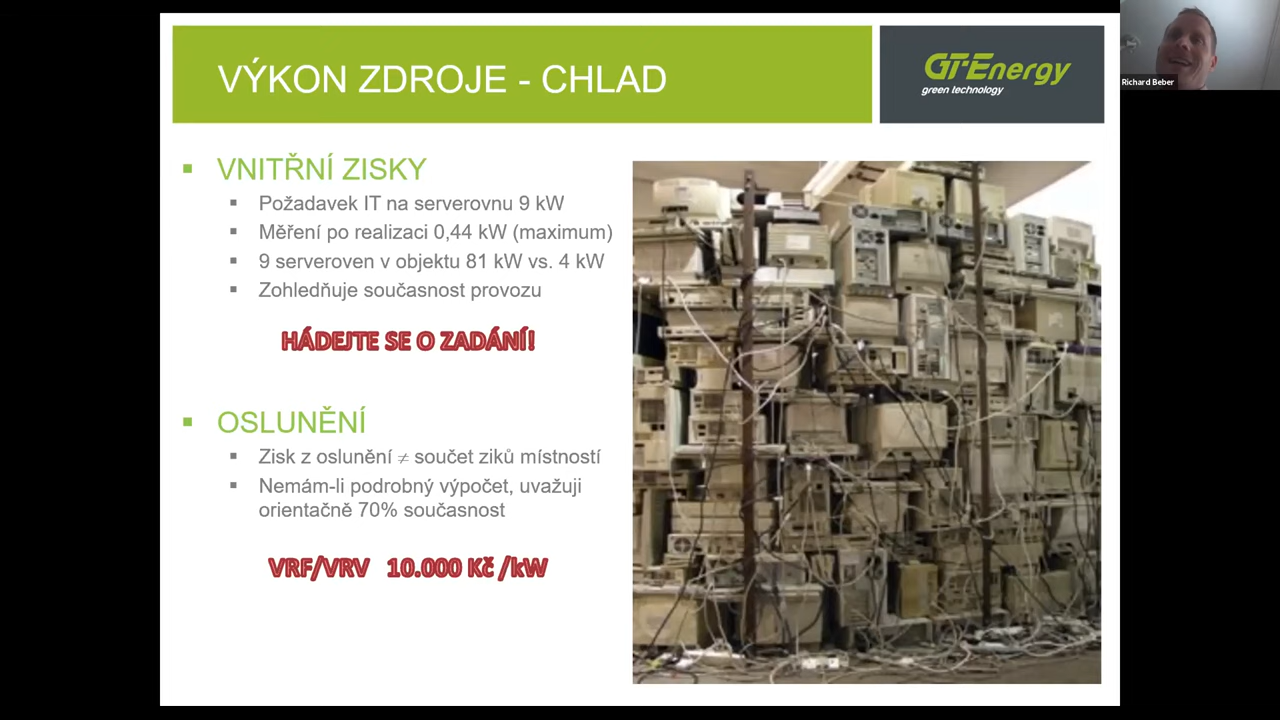 VÝKON ZDROJE - CHLAD
GT-Energy
green technology
Richard Beber
VNITŘNÍ ZISKY
Požadavek IT na serverovnu 9 kW
Měření po realizaci 0,44 kW (maximum)
9 serveroven v objektu 81 kW vs. 4 kW
Zohledňuje současnost provozu
HÁDEJTE SE O ZADÁNÍ!
OSLUNĚNÍ
Zisk z oslunění ≠ součet ziků místností
Nemám-li podrobný výpočet, uvažuji
orientačně 70% současnost
VRF/VRV 10.000 Kč /kW